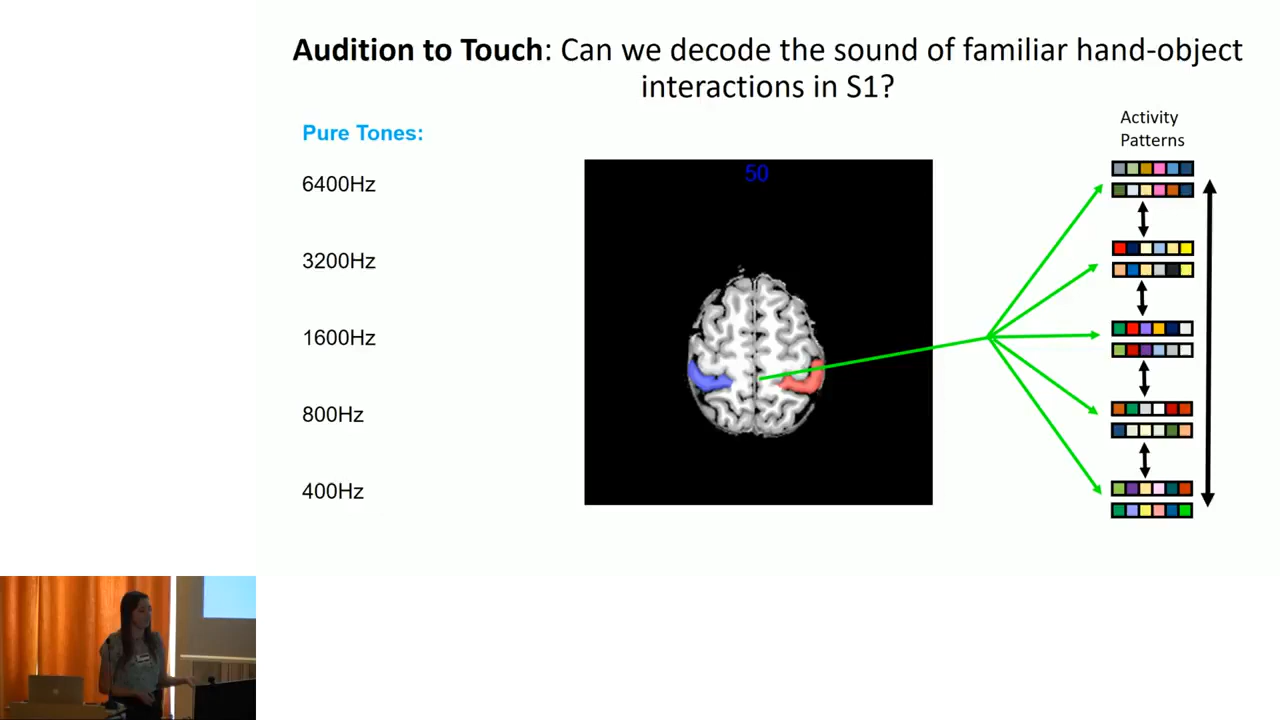 Audition to Touch: Can we decode the sound of familiar hand-object
interactions in S1?
Pure Tones:
6400Hz
3200Hz
1600Hz
800Hz
400Hz
50
Activity
Patterns